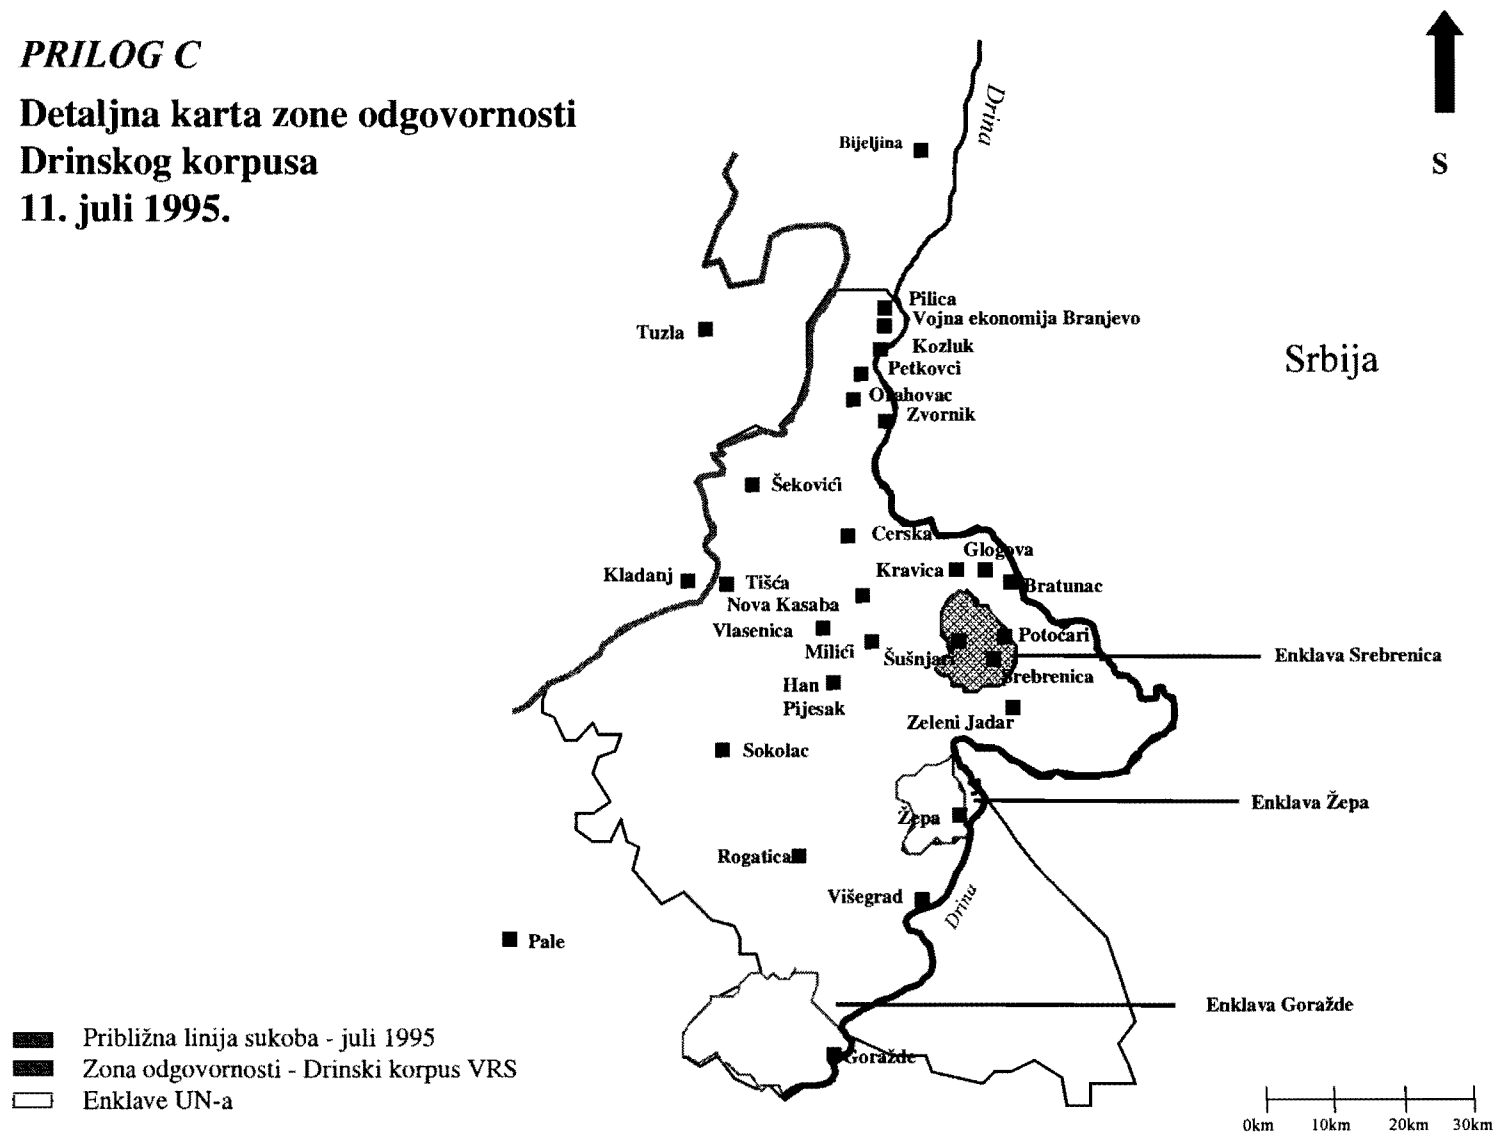 PRILOG C
Detaljna karta zone odgovornosti
Drinskog korpusa
11. juli 1995.
S
Drina
Bijeljina
Pilica
Vojna ekonomija Branjevo
Tuzla
Kozluk
Srbija
Petkovci
Orahovac
Zvornik
Šekovići
Cerska
Glogova
Kravica
Kladanj
Tišća
Bratunac
Nova Kasaba
Vlasenica
Potočari
Milići
Šušnjari
Enklava Srebrenica
Srebrenica
Han
Pijesak
Zeleni Jadar
Sokolac
Enklava Žepa
Žepa
Rogatica
Višegrad
Drina
Pale
Enklava Goražde
Goražde
Približna linija sukoba - juli 1995
Zona odgovornosti - Drinski korpus VRS
Enklave UN-a
0km 10km 20km 30km